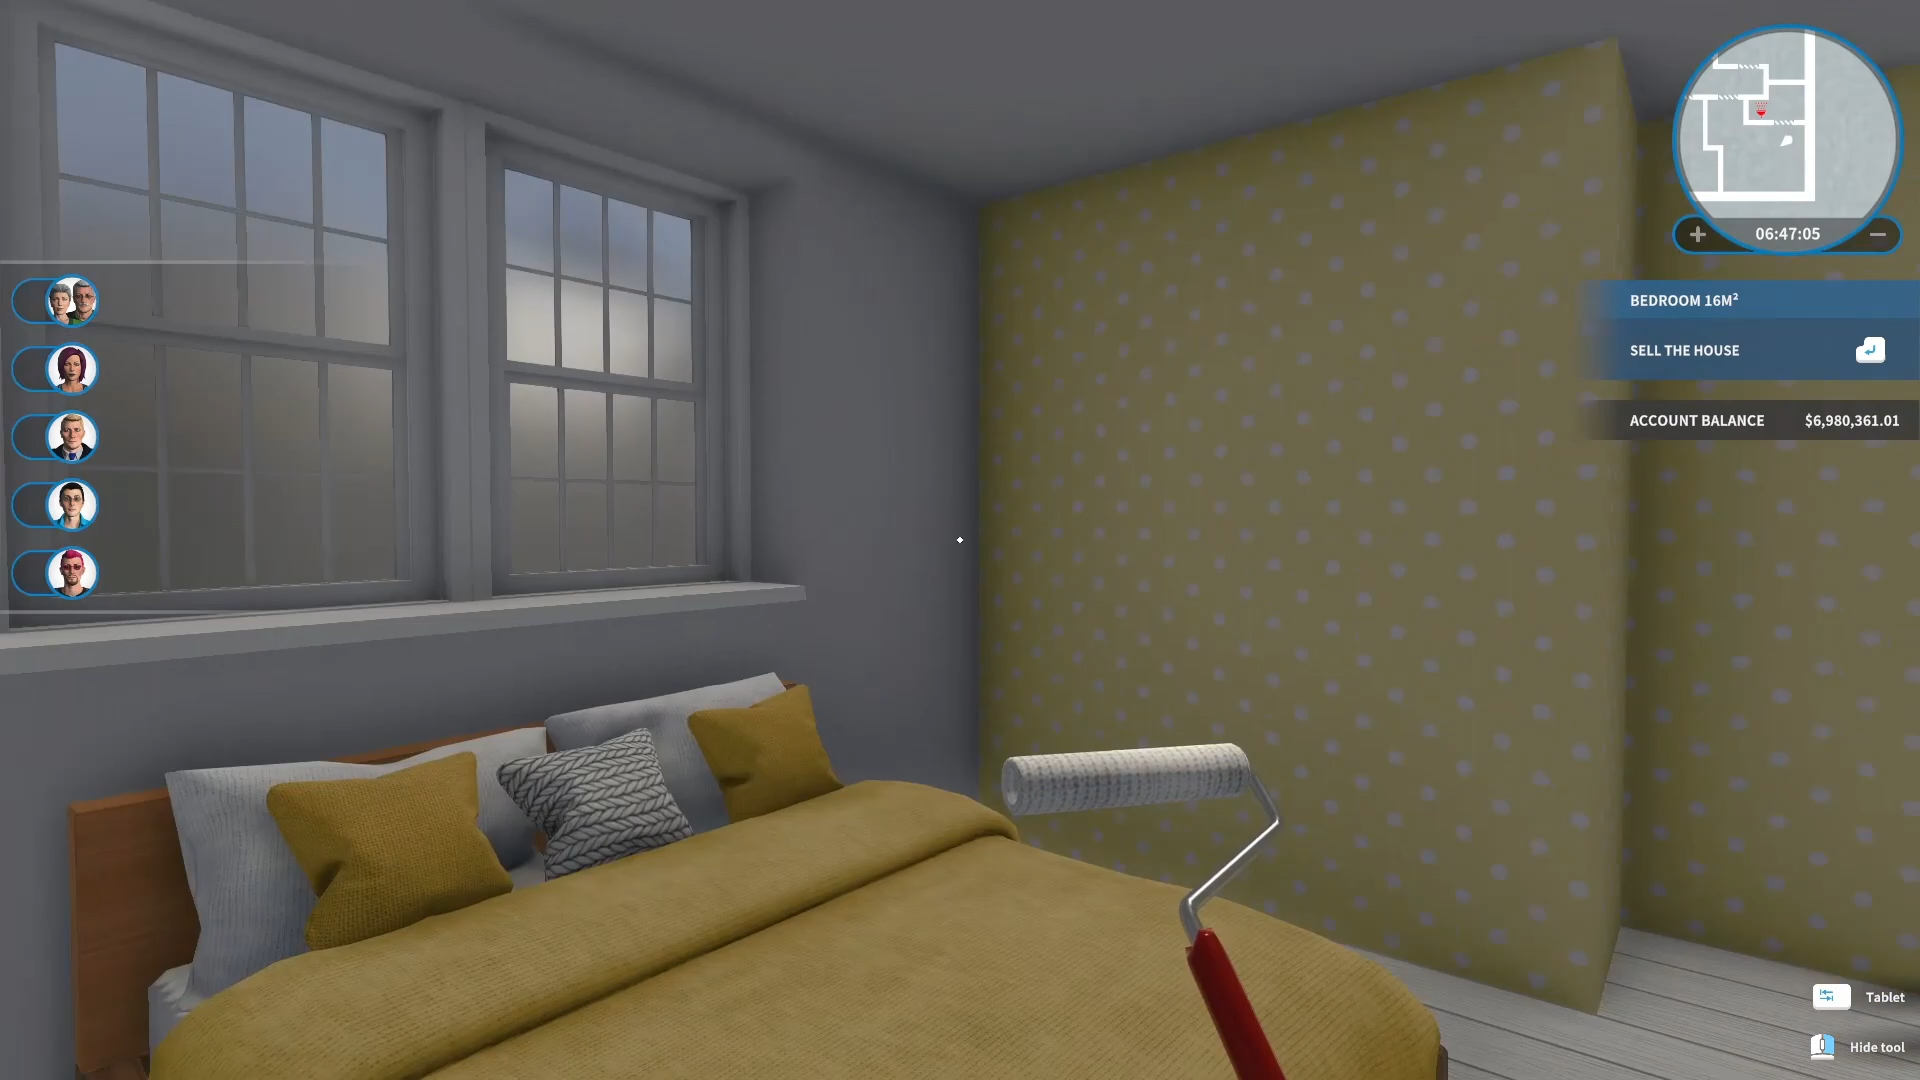 06:47:05
BEDROOM 16M²
SELL THE HOUSE
ACCOUNT BALANCE $6,980,361.01
Tablet
Hide tool